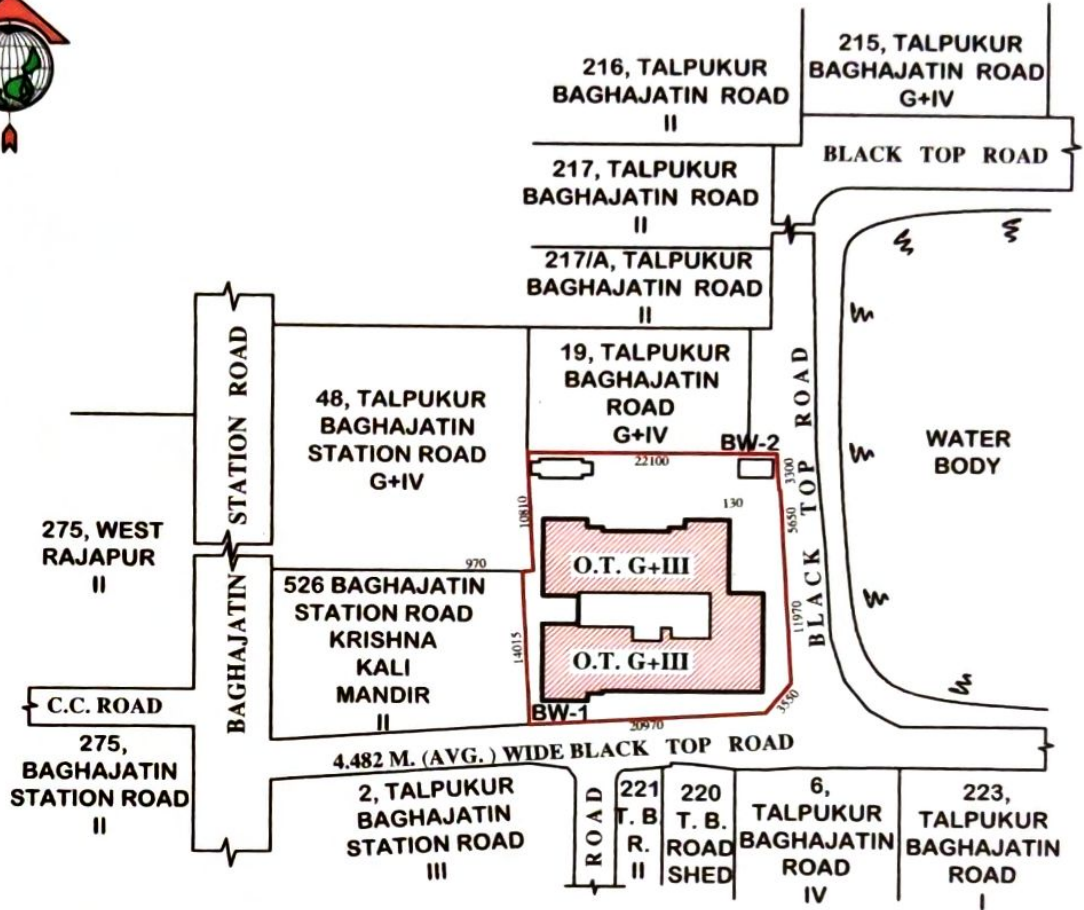 215, TALPUKUR
BAGHAJATIN ROAD
G+IV
216, TALPUKUR
BAGHAJATIN ROAD
II
BLACK TOP ROAD
217, TALPUKUR
BAGHAJATIN ROAD
II
217/A, TALPUKUR
BAGHAJATIN ROAD
II
BAGHAJATIN STATION ROAD
48, TALPUKUR
BAGHAJATIN
STATION ROAD
G+IV
19, TALPUKUR
BAGHAJATIN
ROAD
G+IV
BW-2
22100
3300
130
5650
10810
970
11970
14015
3550
20970
BLACK TOP ROAD
WATER
BODY
275, WEST
RAJAPUR
II
O.T. G+III
O.T. G+III
526 BAGHAJATIN
STATION ROAD
KRISHNA
KALI
MANDIR
II
BW-1
C.C. ROAD
275,
BAGHAJATIN
STATION ROAD
II
4.482 M. (AVG. ) WIDE BLACK TOP ROAD
2, TALPUKUR
BAGHAJATIN
STATION ROAD
III
ROAD
221
T. B.
R.
II
220
T. B.
ROAD
SHED
6,
TALPUKUR
BAGHAJATIN
ROAD
IV
223,
TALPUKUR
BAGHAJATIN
ROAD
I